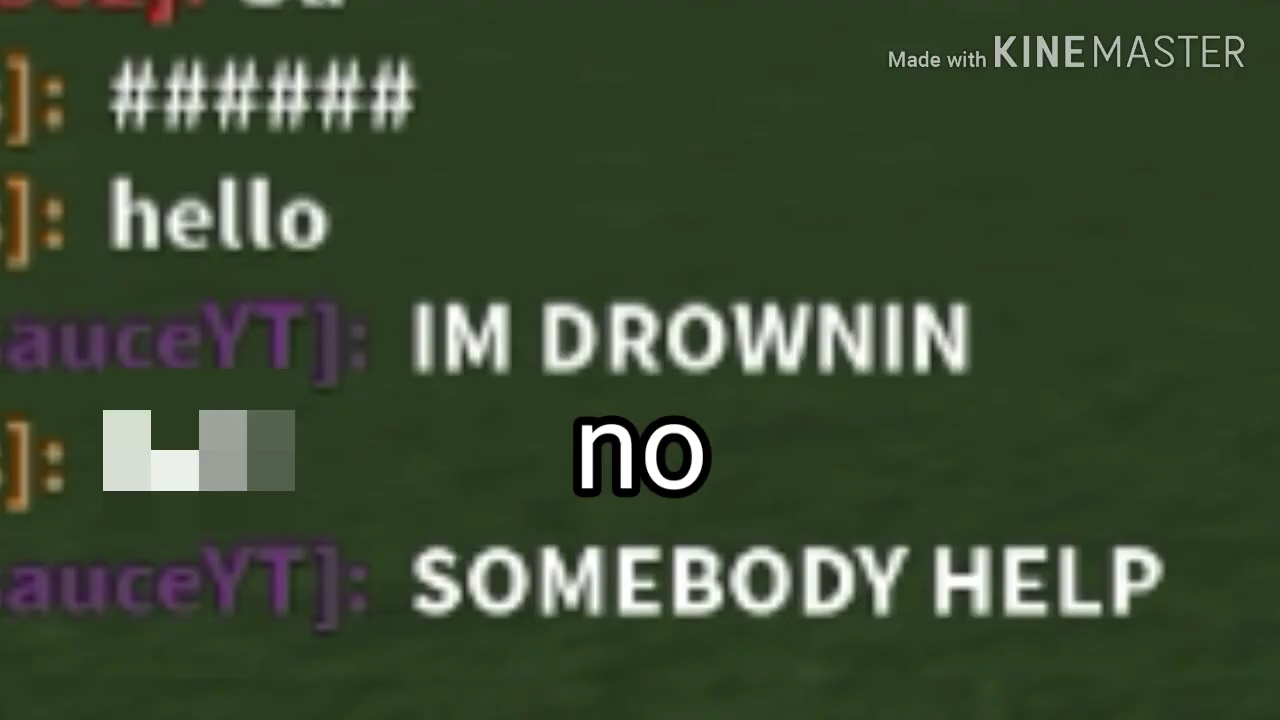 Made with KINEMASTER
]: ######
]: hello
auceYT]: IM DROWNIN
]:
no
auceYT]: SOMEBODY HELP